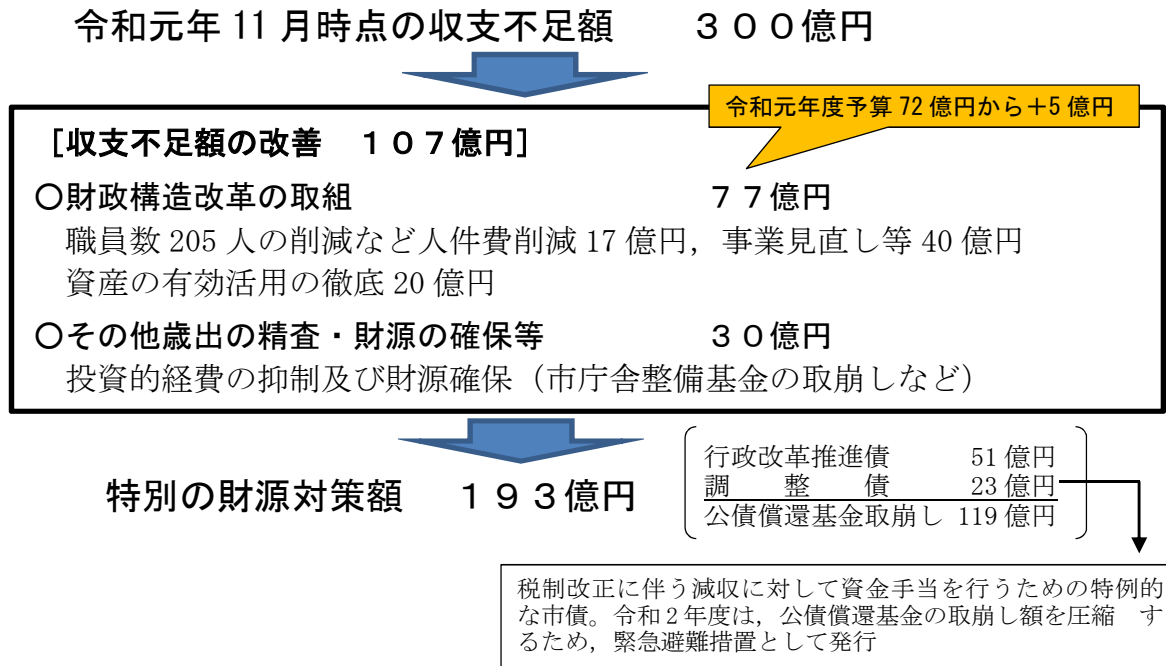 令和元年 11 月時点の収支不足額　　３００億円
令和元年度予算 72 億円から＋5 億円
［収支不足額の改善　１０７億円］
〇財政構造改革の取組　７７億円
職員数 205 人の削減など人件費削減 17 億円，事業見直し等 40 億円
資産の有効活用の徹底 20 億円
〇その他歳出の精査・財源の確保等　３０億円
投資的経費の抑制及び財源確保（市庁舎整備基金の取崩しなど）
特別の財源対策額　１９３億円
行政改革推進債　51 億円
調　整　債　23 億円
公債償還基金取崩し 119 億円
税制改正に伴う減収に対して資金手当を行うための特例的
な市債。令和２年度は，公債償還基金の取崩し額を圧縮　す
るため，緊急避難措置として発行